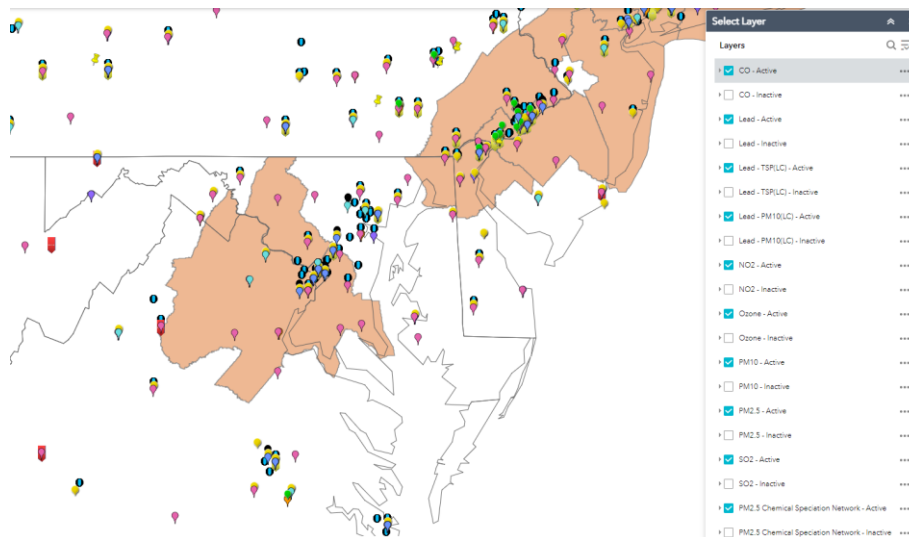 Select Layer
Layers
CO - Active
CO - Inactive
Lead - Active
Lead - Inactive
Lead - TSP(LC) - Active
Lead - TSP(LC) - Inactive
Lead - PM10(LC) - Active
Lead - PM10(LC) - Inactive
NO2 - Active
NO2 - Inactive
Ozone - Active
Ozone - Inactive
PM10 - Active
PM10 - Inactive
PM2.5 - Active
PM2.5 - Inactive
SO2 - Active
SO2 - Inactive
PM2.5 Chemical Speciation Network - Active
PM2.5 Chemical Speciation Network - Inactive